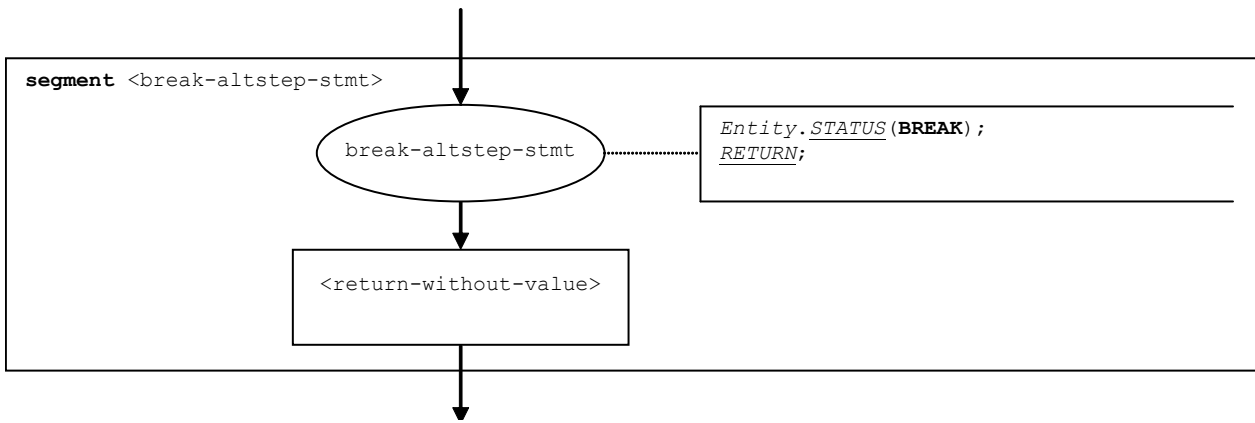 segment <break-altstep-stmt>
break-altstep-stmt
Entity.STATUS(BREAK);
RETURN;
<return-without-value>